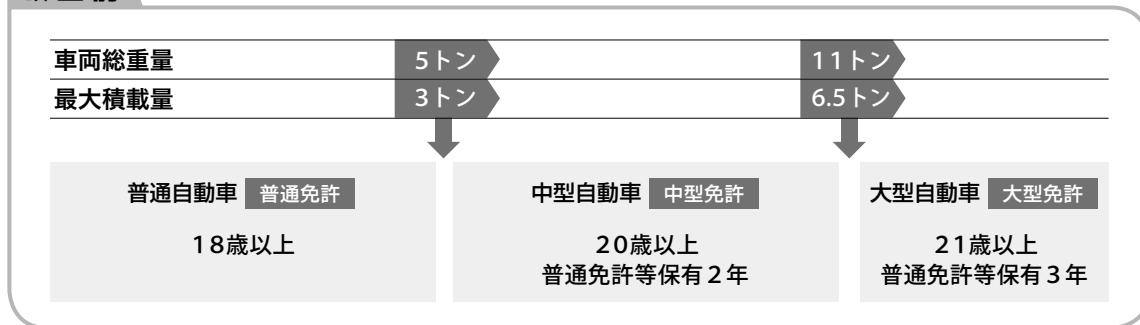 車両総重量 5トン 11トン
最大積載量 3トン 6.5トン
普通自動車 普通免許
18歳以上
中型自動車 中型免許
20歳以上
普通免許等保有2年
大型自動車 大型免許
21歳以上
普通免許等保有3年